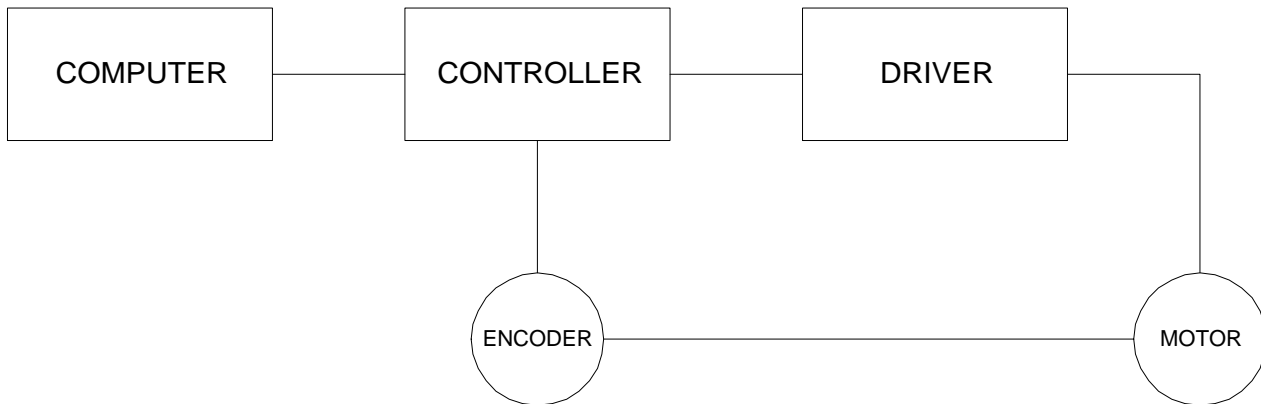 COMPUTER
CONTROLLER
DRIVER
ENCODER
MOTOR